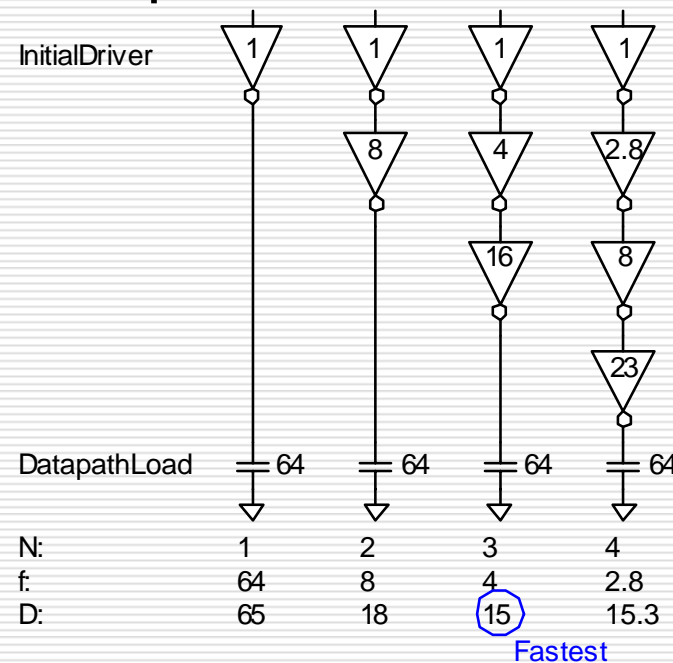 InitialDriver 1 1 1 1
8 4 2.8
16 8
23
DatapathLoad 64 64 64 64
N: 1 2 3 4
f: 64 8 4 2.8
D: 65 18 15 15.3
Fastest